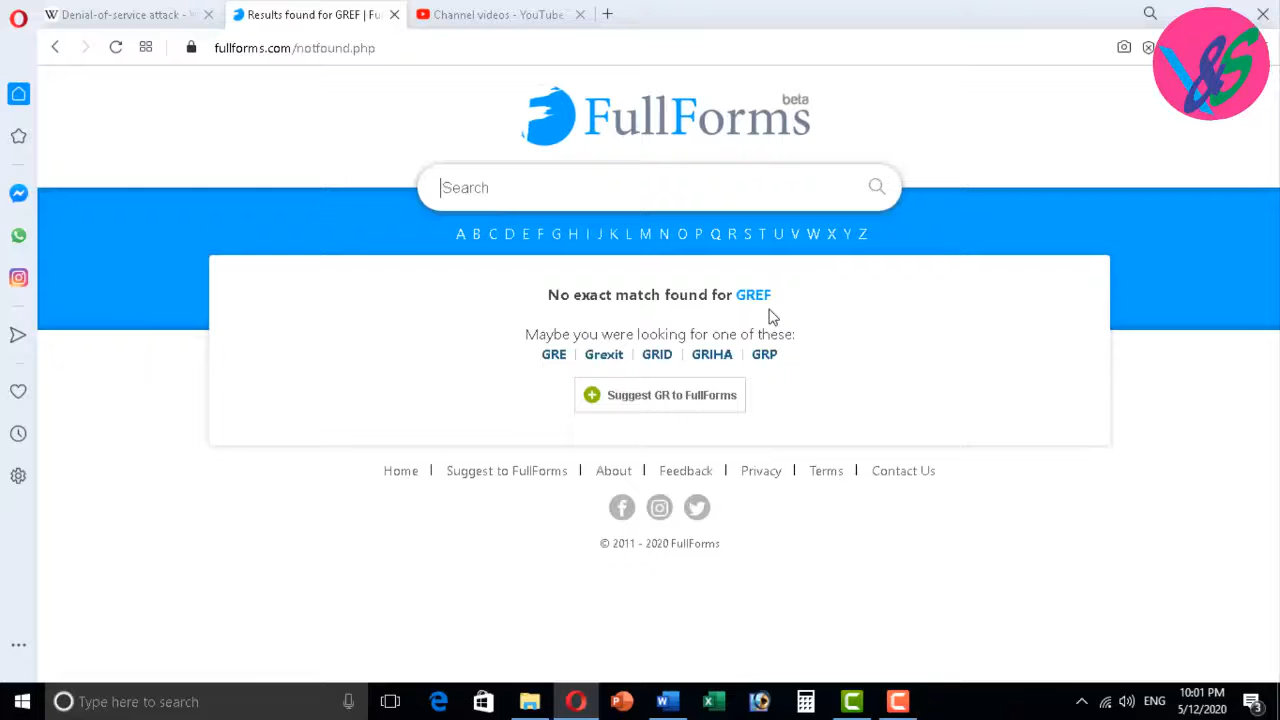 Denial-of-service attack - W
Results found for GREF | Fu
Channel videos - YouTube
fullforms.com/notfound.php
FullForms
beta
Search
A B C D E F G H I J K L M N O P Q R S T U V W X Y Z
No exact match found for GREF
Maybe you were looking for one of these:
GRE | Grexit | GRID | GRIHA | GRP
Suggest GR to FullForms
Home | Suggest to FullForms | About | Feedback | Privacy | Terms | Contact Us
© 2011 - 2020 FullForms
Type here to search
ENG
10:01 PM
5/12/2020
3